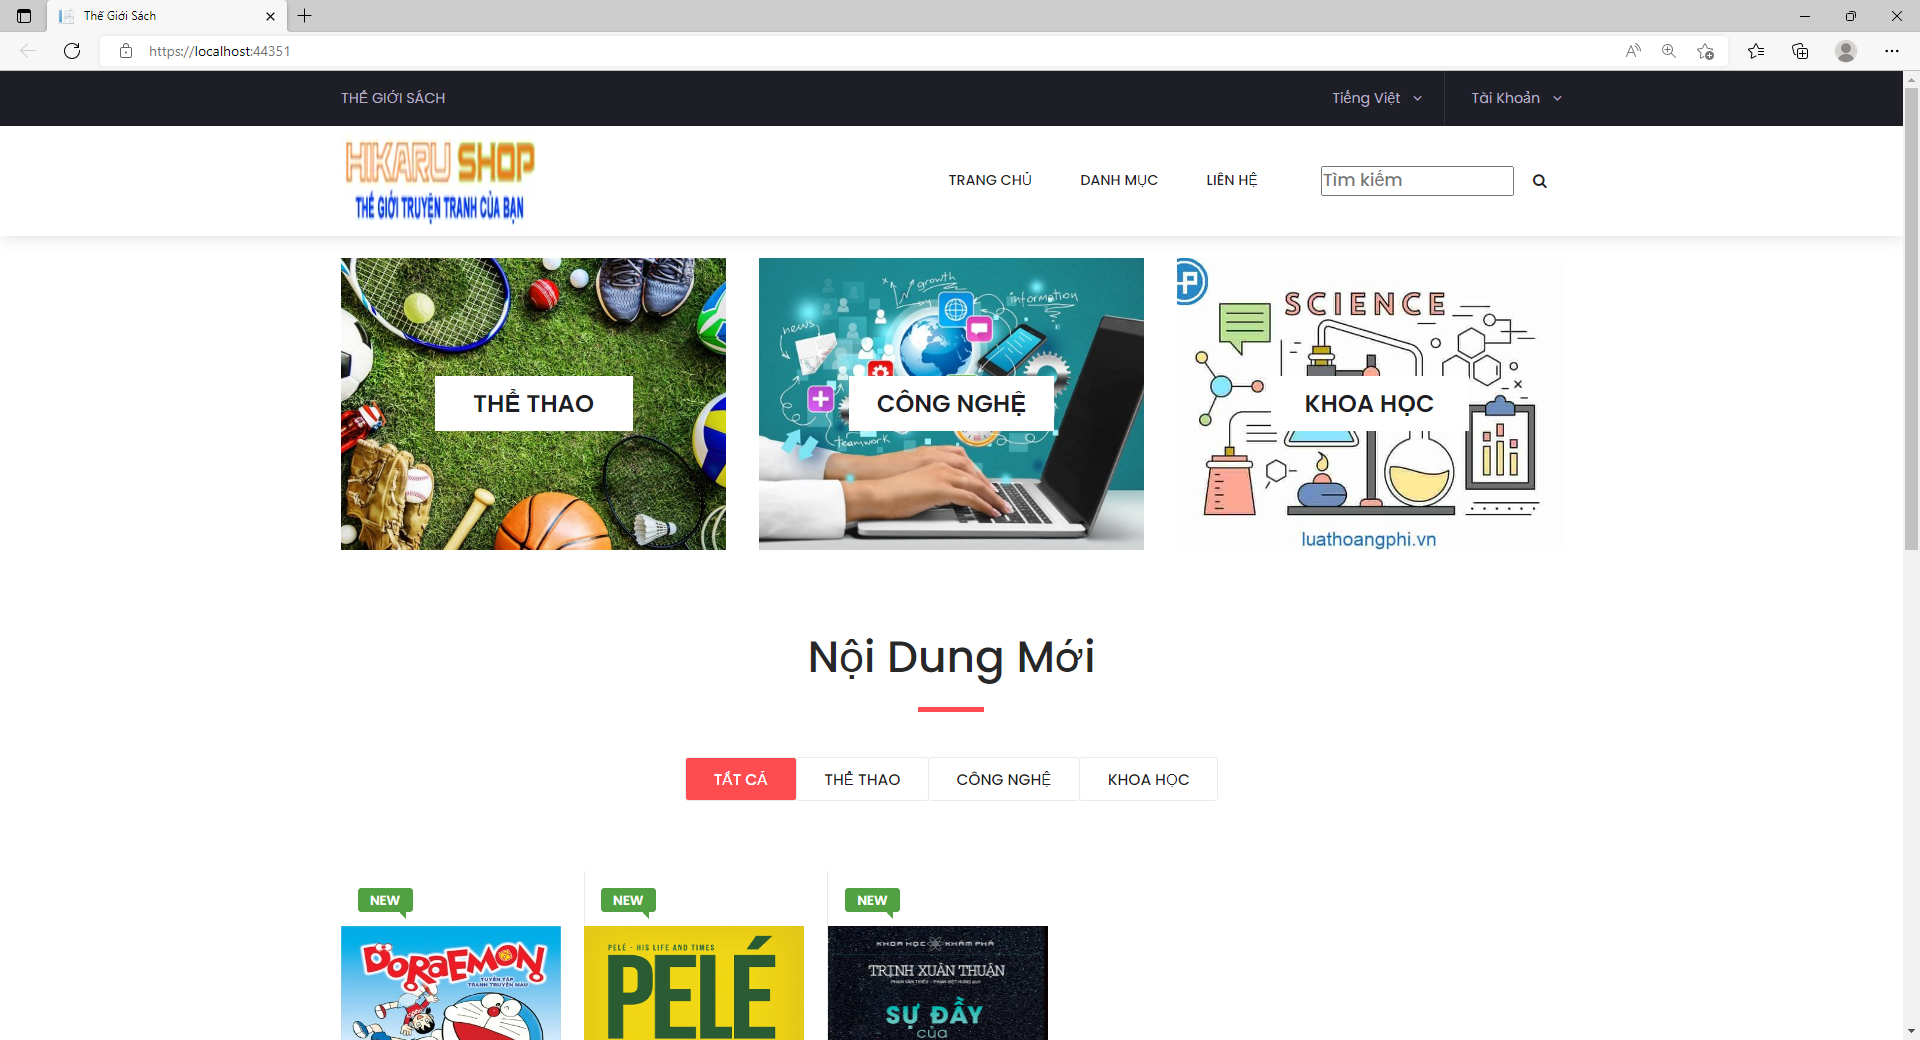 Thế Giới Sách
https://localhost:44351
THẾ GIỚI SÁCH
Tiếng Việt
Tài Khoản
HIKARU SHOP
THẾ GIỚI TRUYỆN TRANH CỦA BẠN
TRANG CHỦ
DANH MỤC
LIÊN HỆ
Tìm kiếm
growth
information
news
teamwork
SCIENCE
THỂ THAO
CÔNG NGHỆ
KHOA HỌC
luathoangphi.vn
Nội Dung Mới
TẤT CẢ
THỂ THAO
CÔNG NGHỆ
KHOA HỌC
NEW
NEW
NEW
DORAEMON
TUYỂN TẬP
TRANH TRUYỆN MÀU
PELÉ - HIS LIFE AND TIMES
PELÉ
KHOA HỌC KHÁM PHÁ
TRỊNH XUÂN THUẬN
SỰ ĐẦY
của